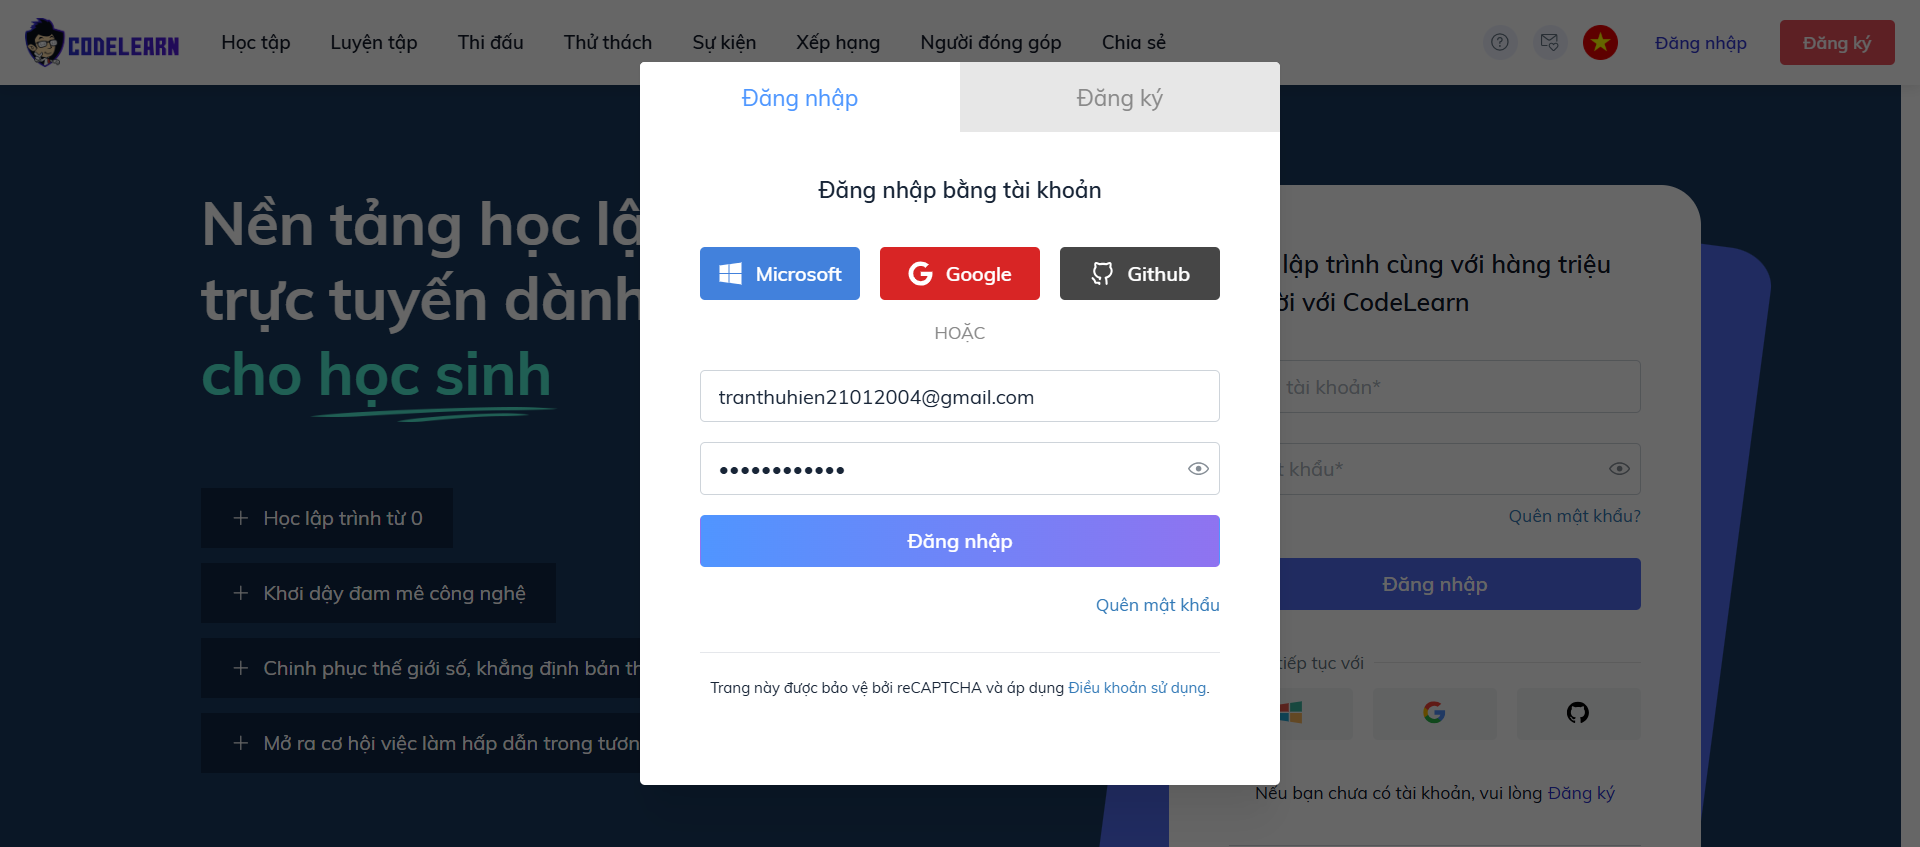 CODELEARN
Học tập
Luyện tập
Thi đấu
Thử thách
Sự kiện
Xếp hạng
Người đóng góp
Chia sẻ
Đăng nhập
Đăng ký
Đăng nhập
Đăng ký
Đăng nhập bằng tài khoản
Microsoft
Google
Github
HOẶC
tranthuhien21012004@gmail.com
••••••••••••
Đăng nhập
Quên mật khẩu
Trang này được bảo vệ bởi reCAPTCHA và áp dụng Điều khoản sử dụng.
Nền tảng học
trực tuyến dành
cho học sinh
+ Học lập trình từ 0
+ Khơi dậy đam mê công nghệ
+ Chinh phục thế giới số, khẳng định bản
+ Mở ra cơ hội việc làm hấp dẫn trong
lập trình cùng với hàng triệu
với CodeLearn
tài khoản*
khẩu*
Quên mật khẩu?
Đăng nhập
tiếp tục với
Nếu bạn chưa có tài khoản, vui lòng Đăng ký